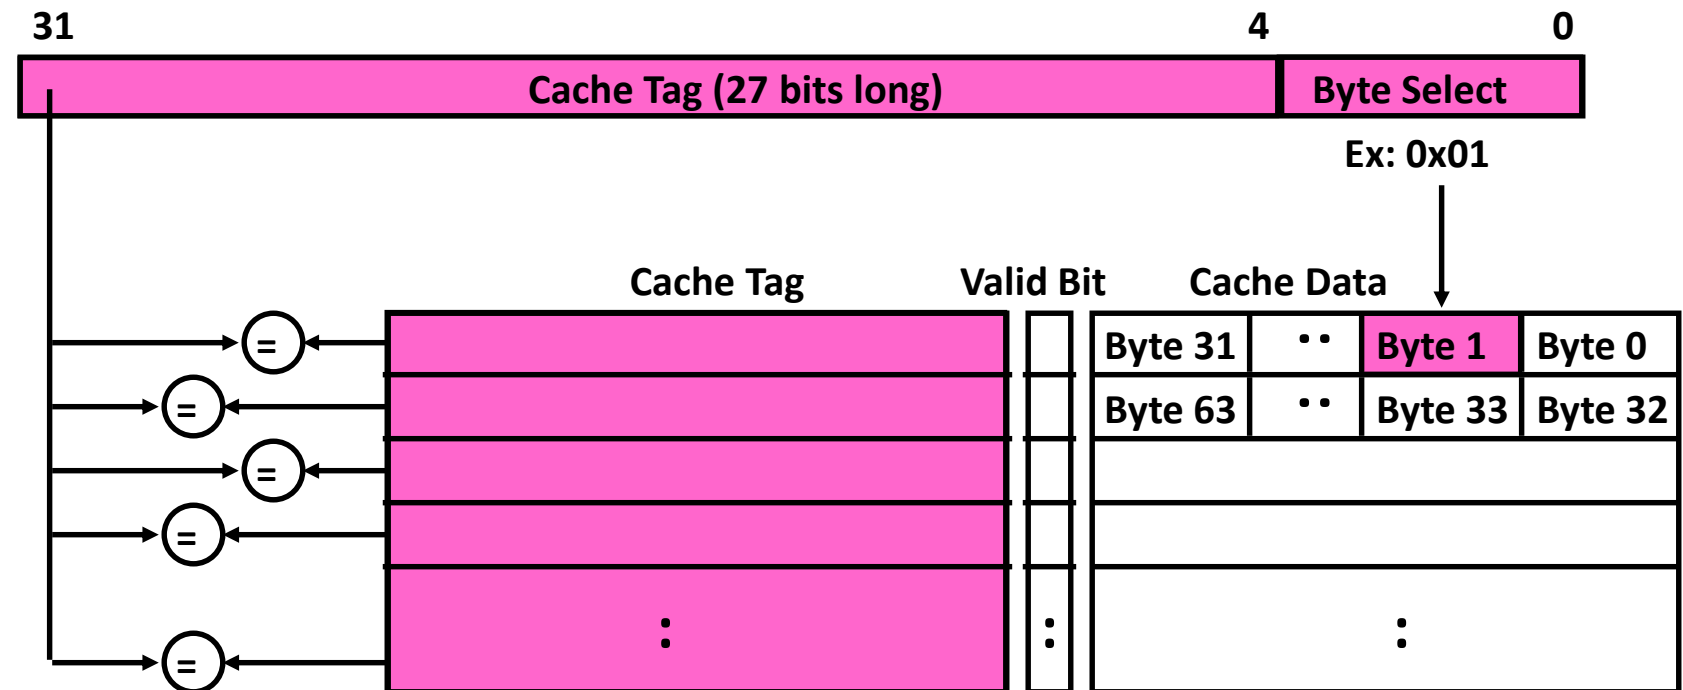 31 4 0
Cache Tag (27 bits long) Byte Select
Ex: 0x01
Cache Tag Valid Bit Cache Data
= Byte 31 ·· Byte 1 Byte 0
= Byte 63 ·· Byte 33 Byte 32
=
=
: : :
=